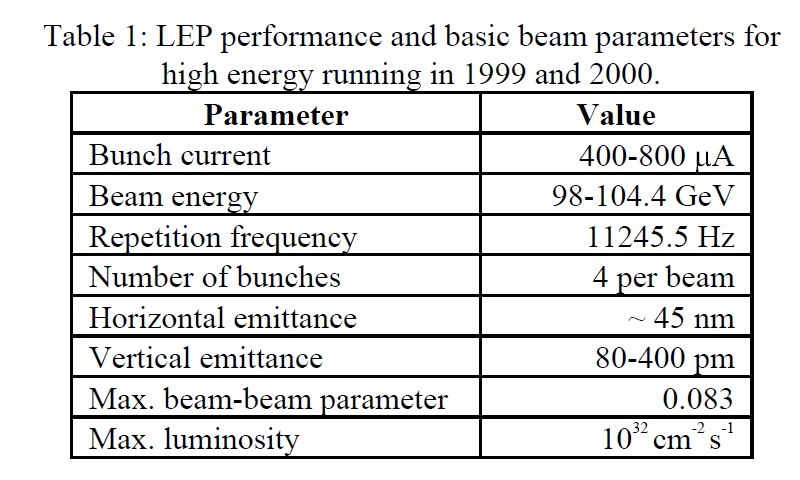 Table 1: LEP performance and basic beam parameters for
high energy running in 1999 and 2000.
Parameter Value
Bunch current 400-800 μA
Beam energy 98-104.4 GeV
Repetition frequency 11245.5 Hz
Number of bunches 4 per beam
Horizontal emittance ~ 45 nm
Vertical emittance 80-400 pm
Max. beam-beam parameter 0.083
Max. luminosity 10³² cm⁻² s⁻¹